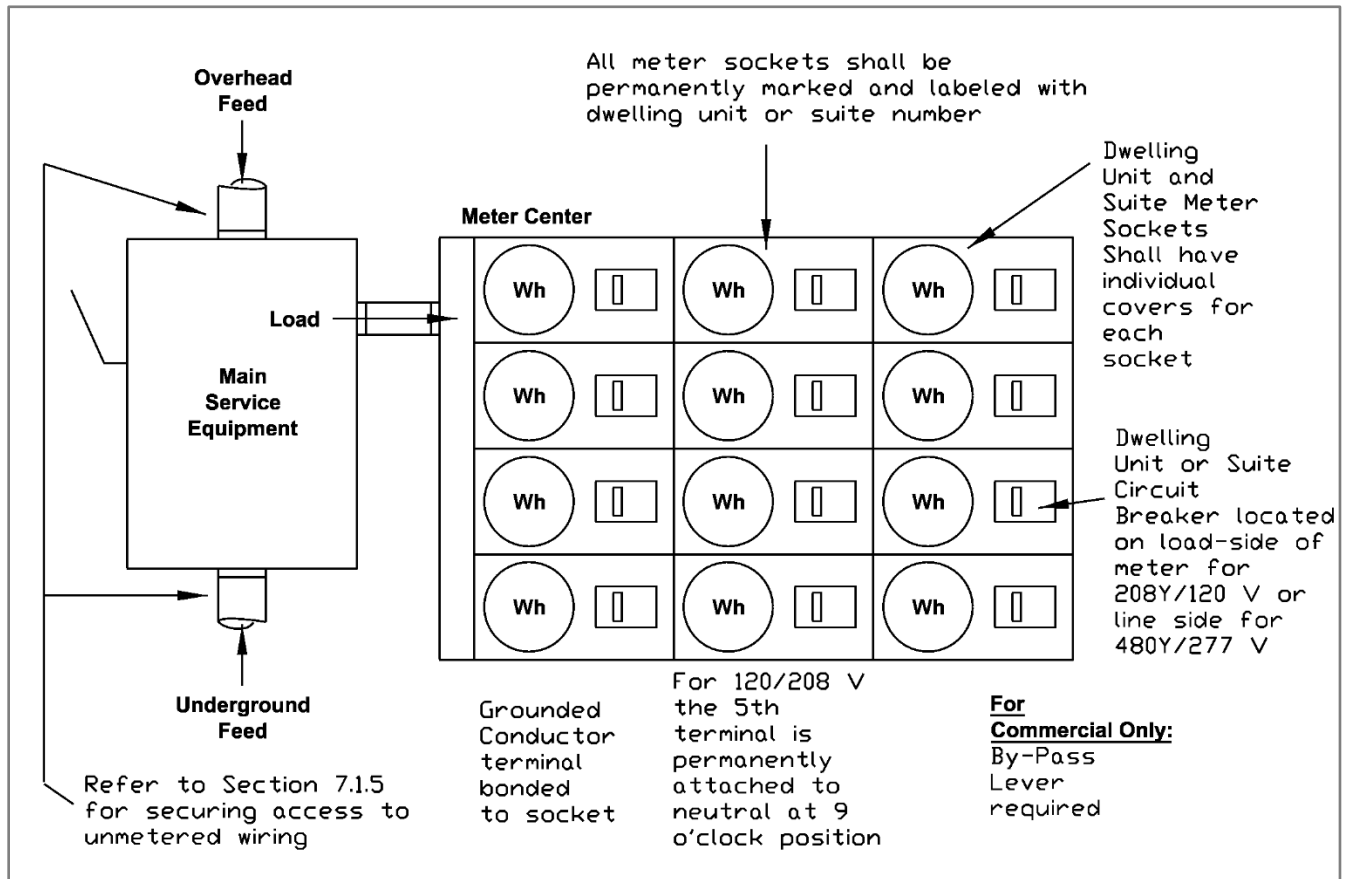 Overhead
Feed
All meter sockets shall be
permanently marked and labeled with
dwelling unit or suite number
Dwelling
Unit and
Suite Meter
Sockets
Shall have
individual
covers for
each
socket
Meter Center
Load
Main
Service
Equipment
Wh
Wh
Wh
Wh
Wh
Wh
Wh
Wh
Wh
Wh
Wh
Wh
Dwelling
Unit or Suite
Circuit
Breaker located
on load-side of
meter for
208Y/120 V or
line side for
480Y/277 V
Underground
Feed
Refer to Section 7.1.5
for securing access to
unmetered wiring
Grounded
Conductor
terminal
bonded
to socket
For 120/208 V
the 5th
terminal is
permanently
attached to
neutral at 9
o'clock position
For
Commercial Only:
By-Pass
Lever
required